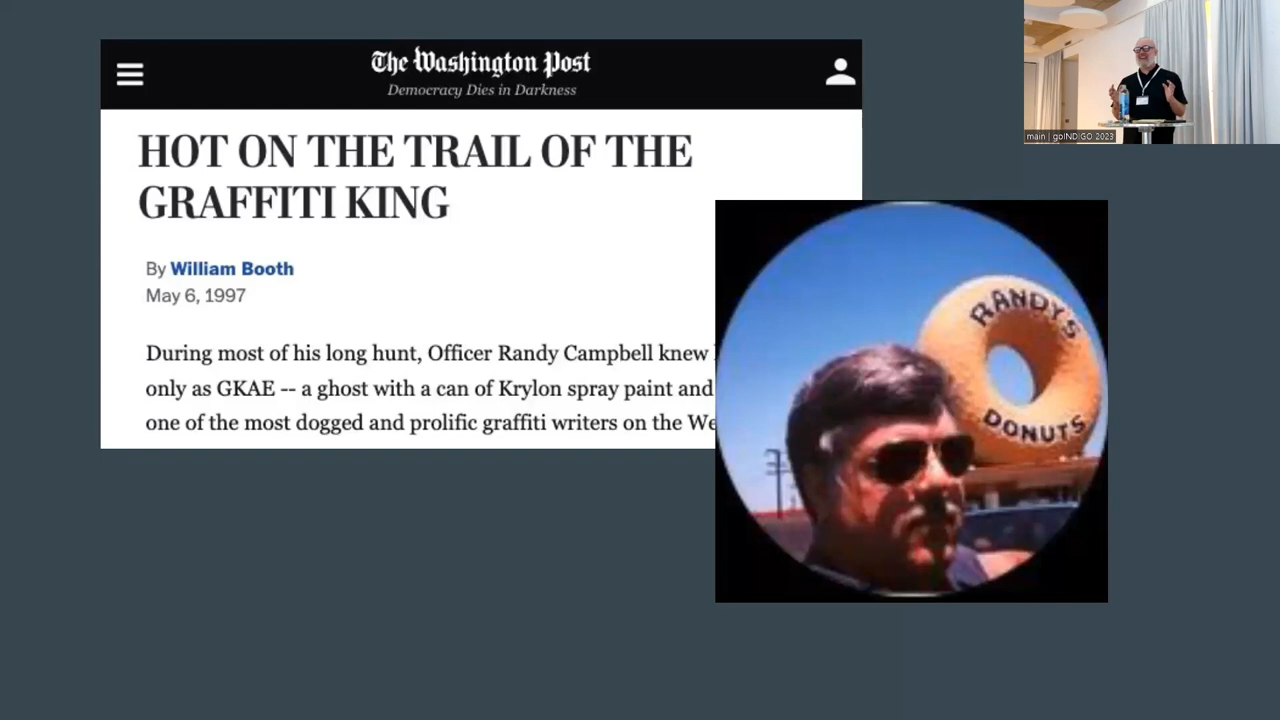 The Washington Post
Democracy Dies in Darkness
HOT ON THE TRAIL OF THE
GRAFFITI KING
By William Booth
May 6, 1997
During most of his long hunt, Officer Randy Campbell knew
only as GKAE -- a ghost with a can of Krylon spray paint and
one of the most dogged and prolific graffiti writers on the We
RANDY'S
DONUTS
main | goINDIGO 2023